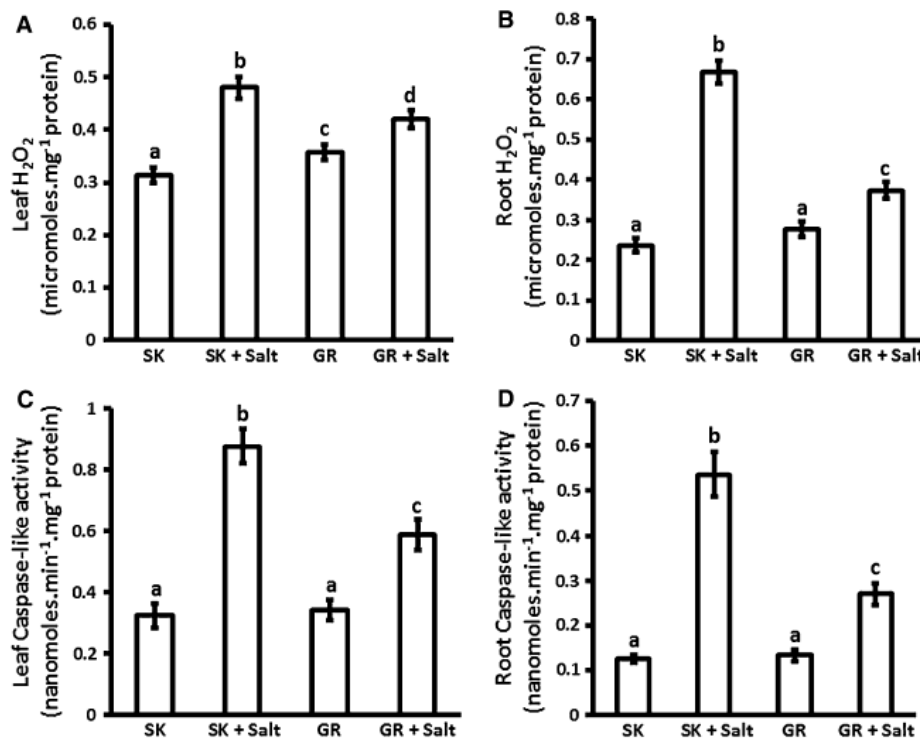 A
Leaf H₂O₂
(micromoles.mg⁻¹ protein)
0.6
0.5
0.4
0.3
0.2
0.1
0
a
b
c
d
SK
SK + Salt
GR
GR + Salt
B
Root H₂O₂
(micromoles.mg⁻¹ protein)
0.8
0.7
0.6
0.5
0.4
0.3
0.2
0.1
0
a
b
a
c
SK
SK + Salt
GR
GR + Salt
C
Leaf Caspase-like activity
(nanomoles.min⁻¹.mg⁻¹ protein)
1
0.8
0.6
0.4
0.2
0
a
b
a
c
SK
SK + Salt
GR
GR + Salt
D
Root Caspase-like activity
(nanomoles.min⁻¹.mg⁻¹ protein)
0.7
0.6
0.5
0.4
0.3
0.2
0.1
0
a
b
a
c
SK
SK + Salt
GR
GR + Salt